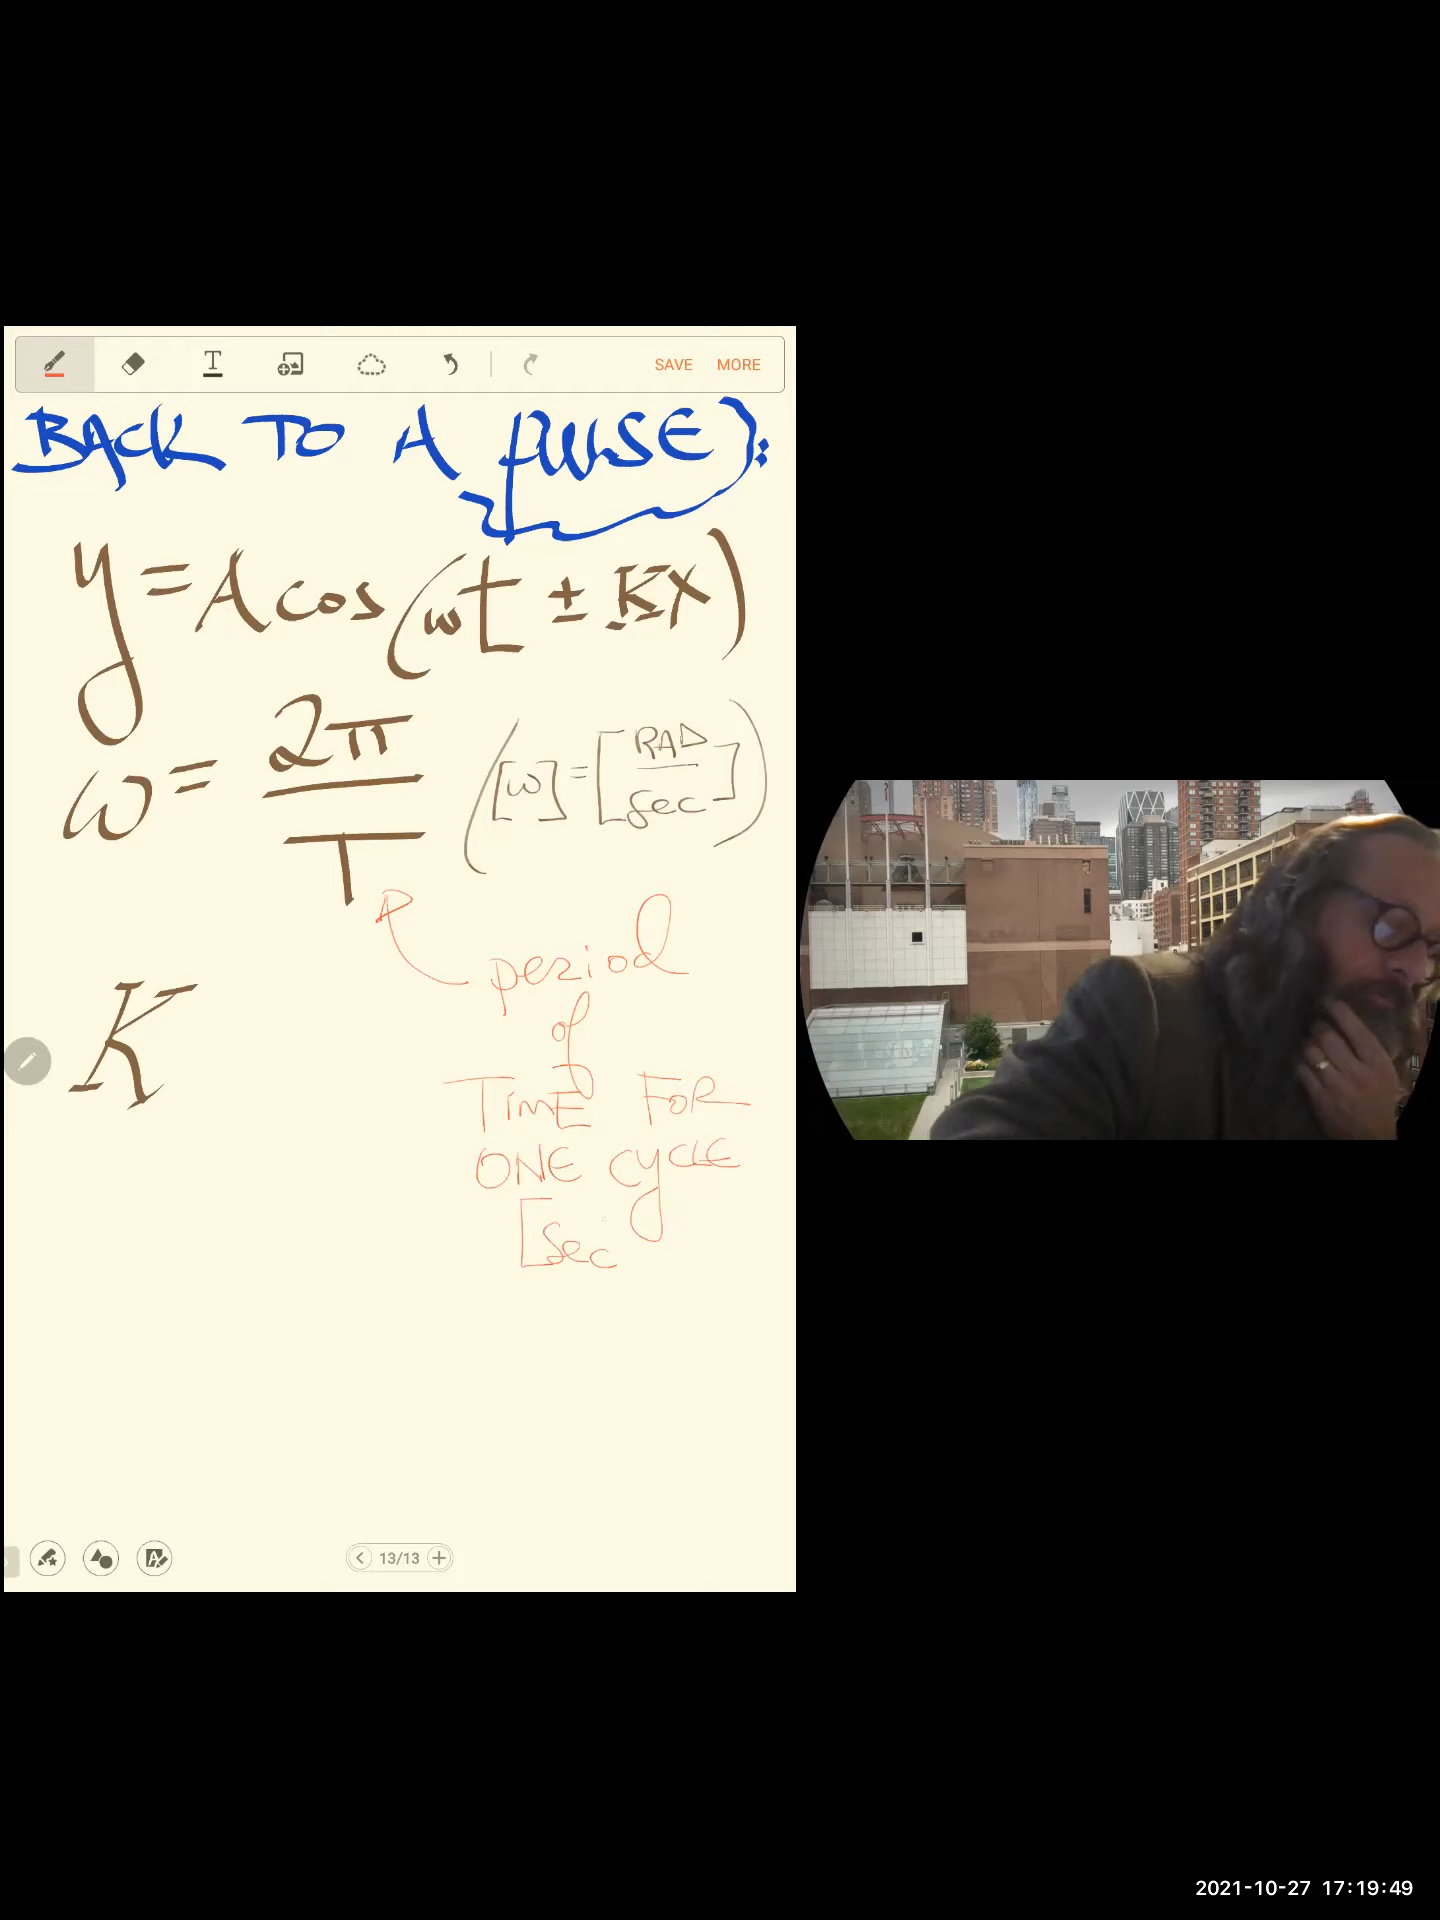 SAVE MORE
BACK TO A PULSE:
y = A cos(ωt ± Kx)
ω = 2π / T ([ω] = [RAD / sec])
period
of
TIME FOR
ONE CYCLE
[sec
K
13/13
2021-10-27 17:19:49